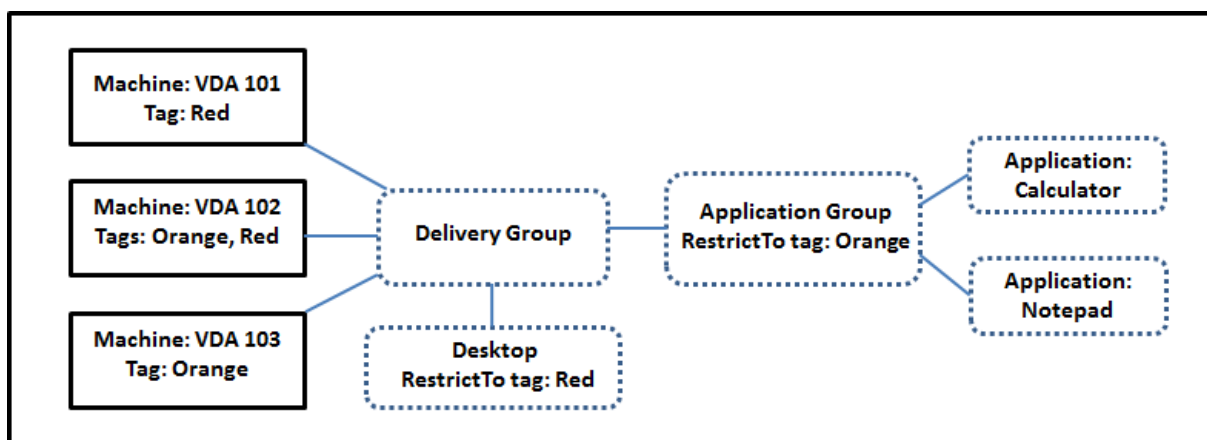 Machine: VDA 101
Tag: Red
Machine: VDA 102
Tags: Orange, Red
Machine: VDA 103
Tag: Orange
Delivery Group
Desktop
RestrictTo tag: Red
Application Group
RestrictTo tag: Orange
Application:
Calculator
Application:
Notepad